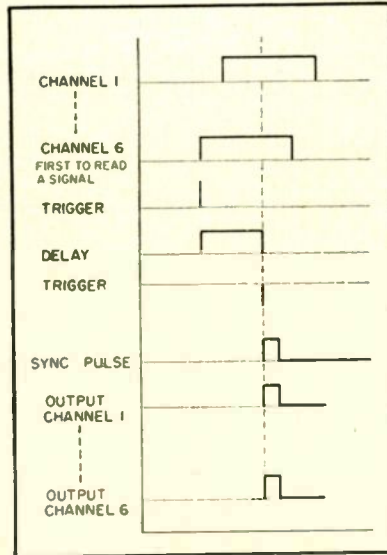 CHANNEL 1
CHANNEL 6
FIRST TO READ
A SIGNAL
TRIGGER
DELAY
TRIGGER
SYNC PULSE
OUTPUT
CHANNEL 1
OUTPUT
CHANNEL 6